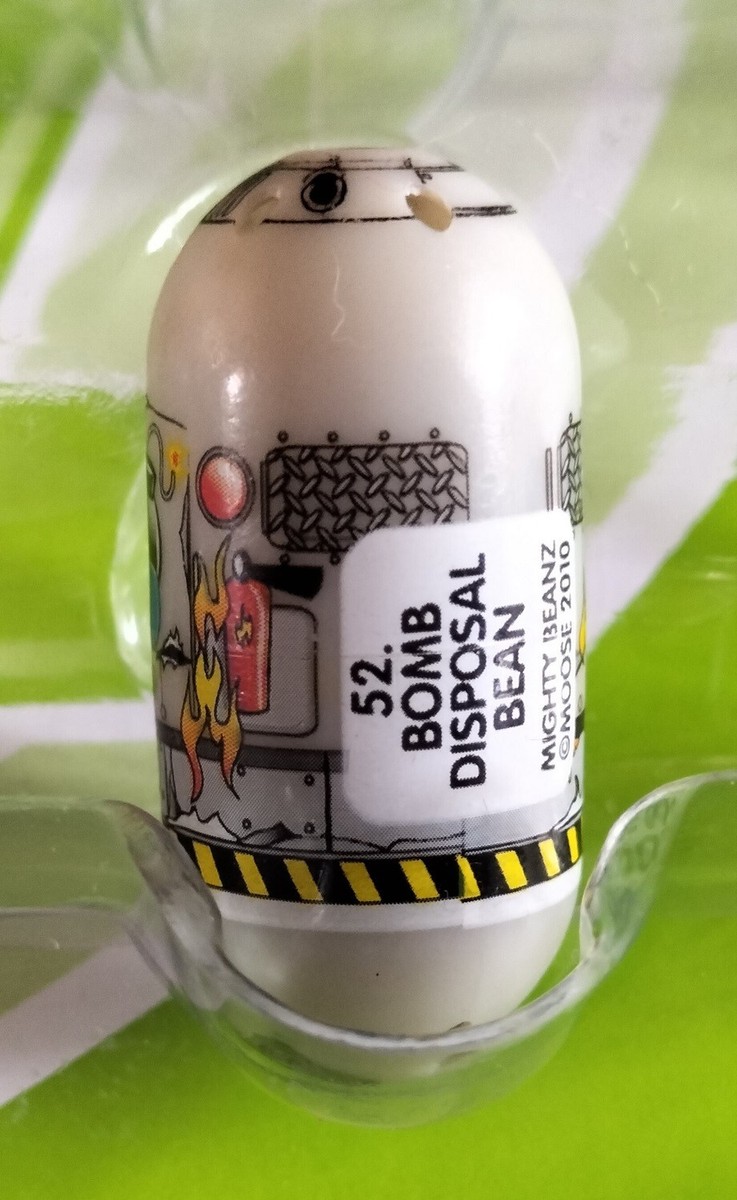 52.
BOMB
DISPOSAL
BEAN
MIGHTY BEANZ
©MOOSE 2010